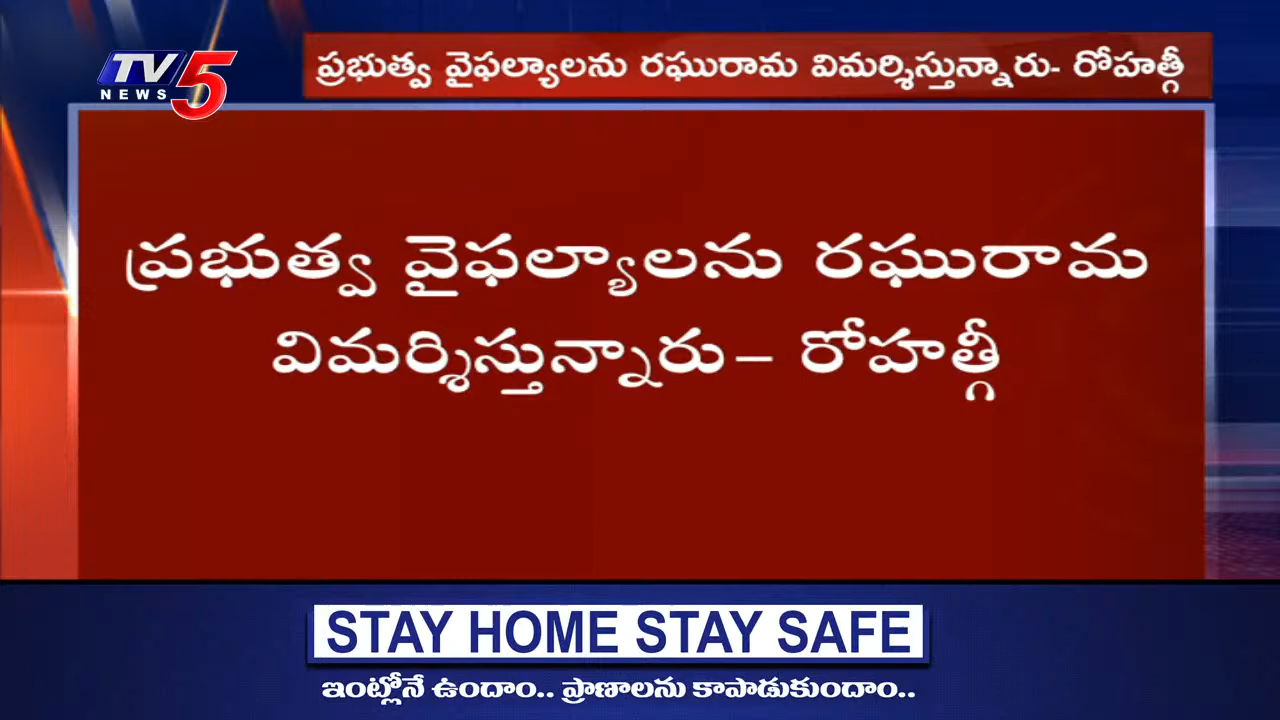 TV5
NEWS
ప్రభుత్వ వైఫల్యాలను రఘురామ విమర్శిస్తున్నారు- రోహత్గీ
ప్రభుత్వ వైఫల్యాలను రఘురామ
విమర్శిస్తున్నారు– రోహత్గీ
STAY HOME STAY SAFE
ఇంట్లోనే ఉందాం.. ప్రాణాలను కాపాడుకుందాం..